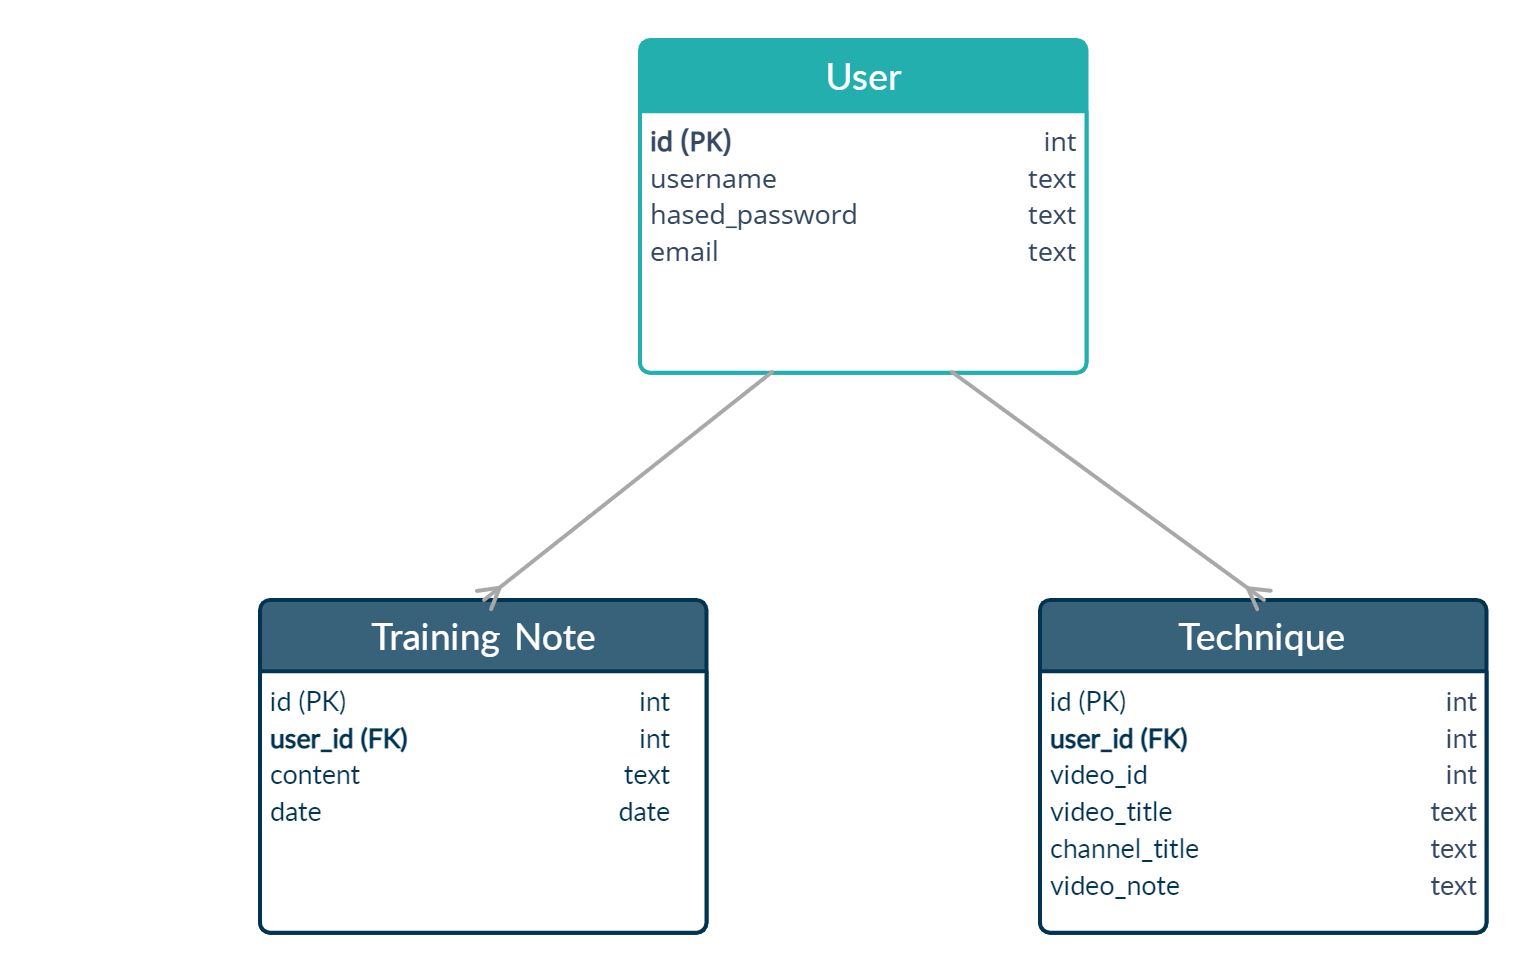 User
id (PK) int
username text
hased_password text
email text
Training Note
id (PK) int
user_id (FK) int
content text
date date
Technique
id (PK) int
user_id (FK) int
video_id int
video_title text
channel_title text
video_note text